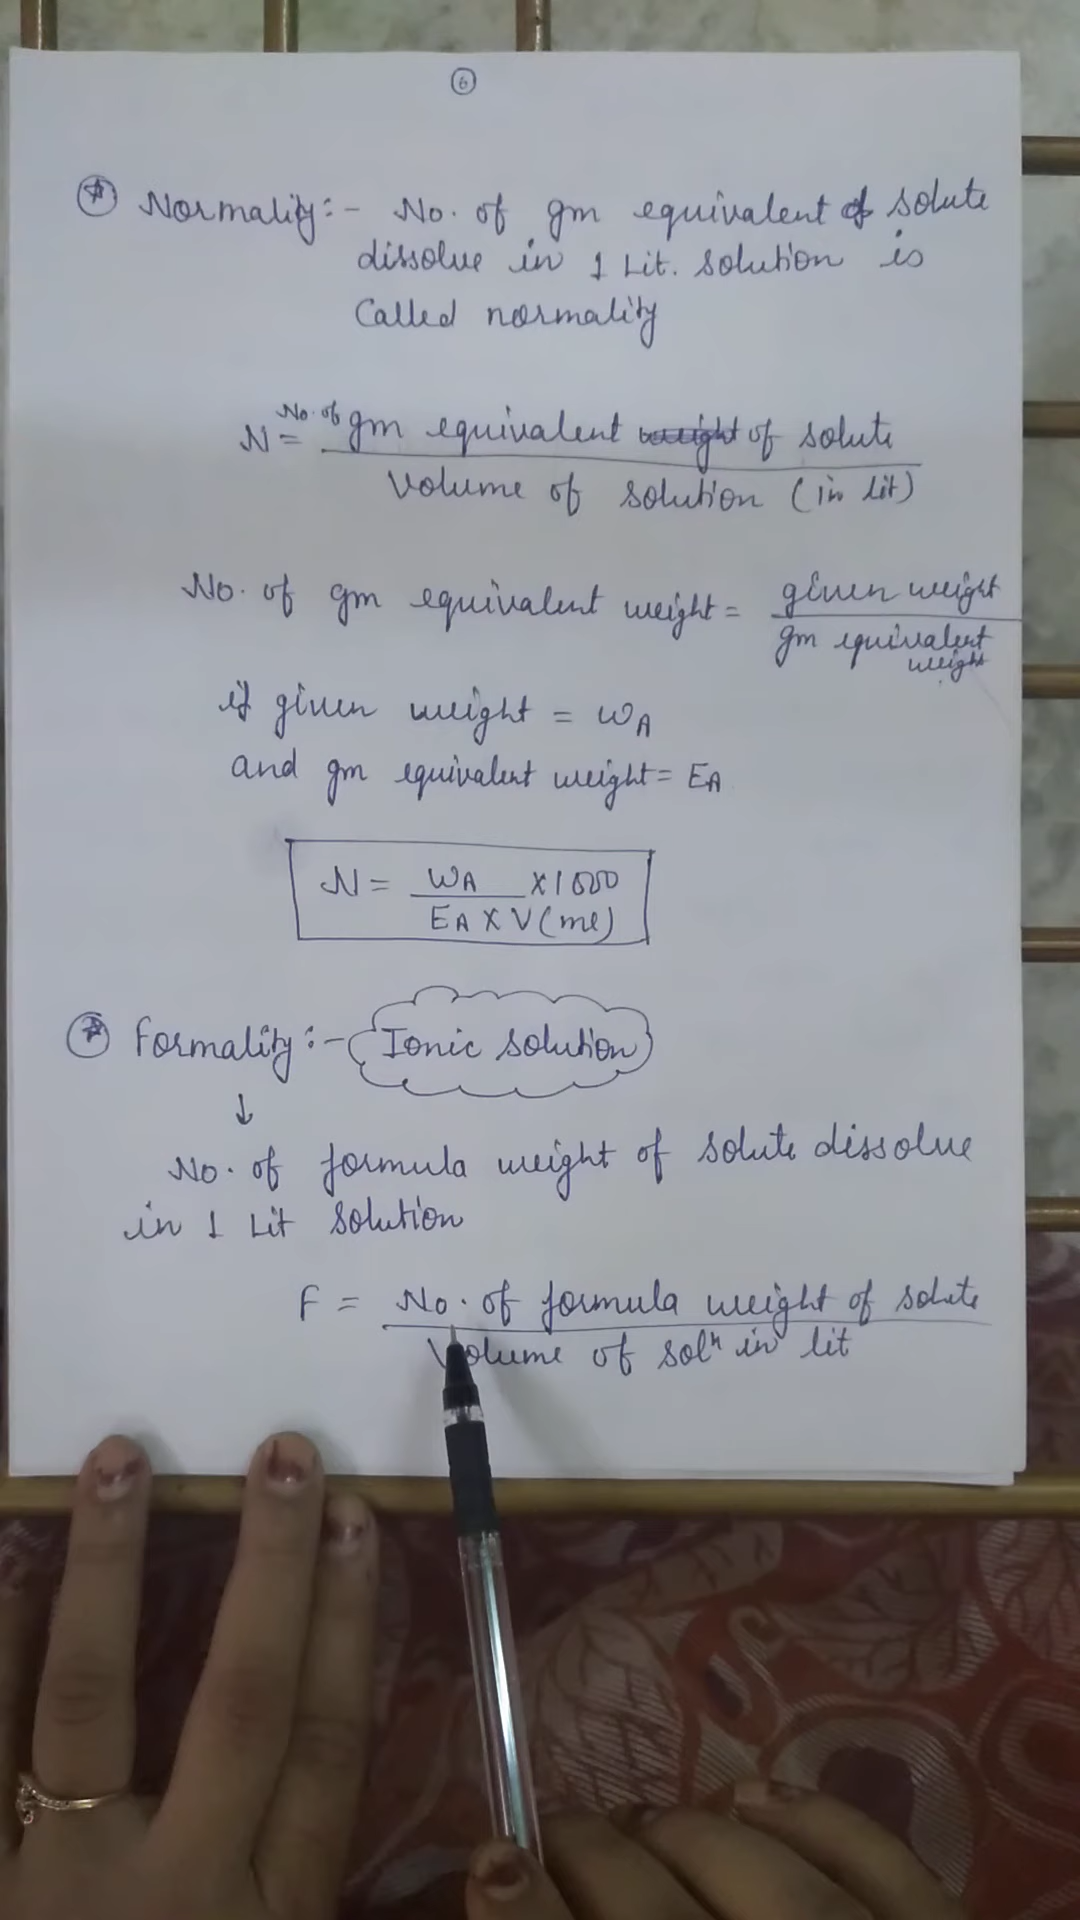 6
Normality:- No. of gm equivalent of solute
dissolve in 1 Lit. solution is
Called normality
N = No. of gm equivalent weight of solute
Volume of solution (in lit)
No. of gm equivalent weight = given weight
gm equivalent
weight
if given weight = WA
and gm equivalent weight = EA
N = WA x1000
EA X V(ml)
Formality:- Ionic solution
↓
No. of formula weight of solute dissolve
in 1 Lit solution
F = No. of formula weight of solute
Volume of solⁿ in lit